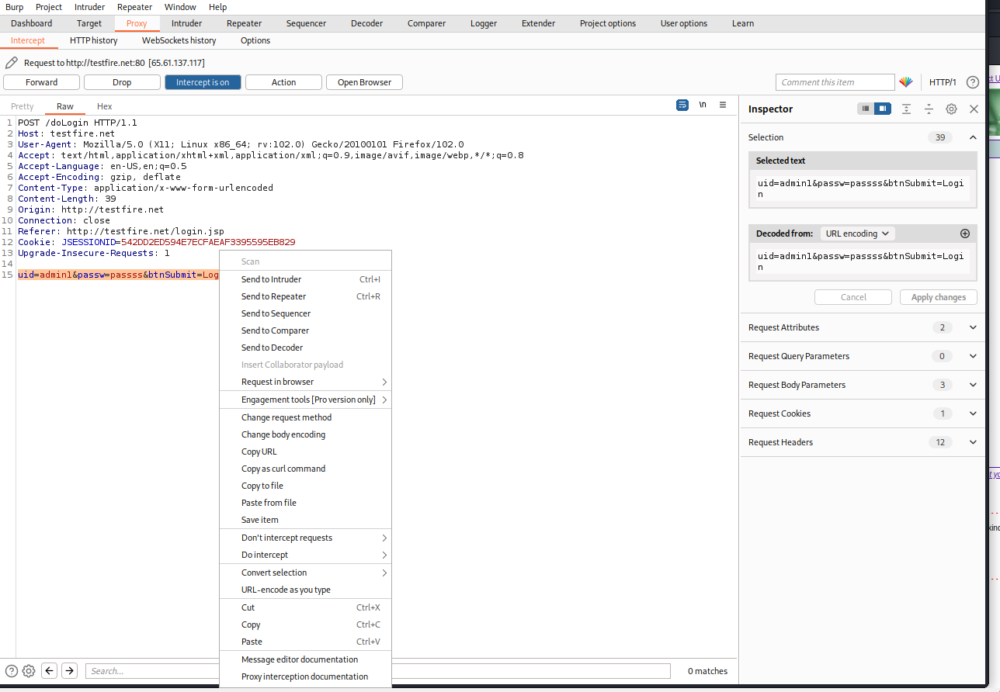 Burp Project Intruder Repeater Window Help
Dashboard Target Proxy Intruder Repeater Sequencer Decoder Comparer Logger Extender Project options User options Learn
Intercept HTTP history WebSockets history Options
Request to http://testfire.net:80 [65.61.137.117]
Forward Drop Intercept is on Action Open Browser Comment this item HTTP/1 ?
Pretty Raw Hex \n
1 POST /doLogin HTTP/1.1
2 Host: testfire.net
3 User-Agent: Mozilla/5.0 (X11; Linux x86_64; rv:102.0) Gecko/20100101 Firefox/102.0
4 Accept: text/html,application/xhtml+xml,application/xml;q=0.9,image/avif,image/webp,*/*;q=0.8
5 Accept-Language: en-US,en;q=0.5
6 Accept-Encoding: gzip, deflate
7 Content-Type: application/x-www-form-urlencoded
8 Content-Length: 39
9 Origin: http://testfire.net
10 Connection: close
11 Referer: http://testfire.net/login.jsp
12 Cookie: JSESSIONID=542DD2ED594E7ECFAEAF3395595EB829
13 Upgrade-Insecure-Requests: 1
14
15 uid=admin1&passw=passss&btnSubmit=Log
Scan
Send to Intruder Ctrl+I
Send to Repeater Ctrl+R
Send to Sequencer
Send to Comparer
Send to Decoder
Insert Collaborator payload
Request in browser
Engagement tools [Pro version only]
Change request method
Change body encoding
Copy URL
Copy as curl command
Copy to file
Paste from file
Save item
Don't intercept requests
Do intercept
Convert selection
URL-encode as you type
Cut Ctrl+X
Copy Ctrl+C
Paste Ctrl+V
Message editor documentation
Proxy interception documentation
? Search... 0 matches
Inspector
Selection 39
Selected text
uid=admin1&passw=passss&btnSubmit=Logi
n
Decoded from: URL encoding
uid=admin1&passw=passss&btnSubmit=Logi
n
Cancel Apply changes
Request Attributes 2
Request Query Parameters 0
Request Body Parameters 3
Request Cookies 1
Request Headers 12